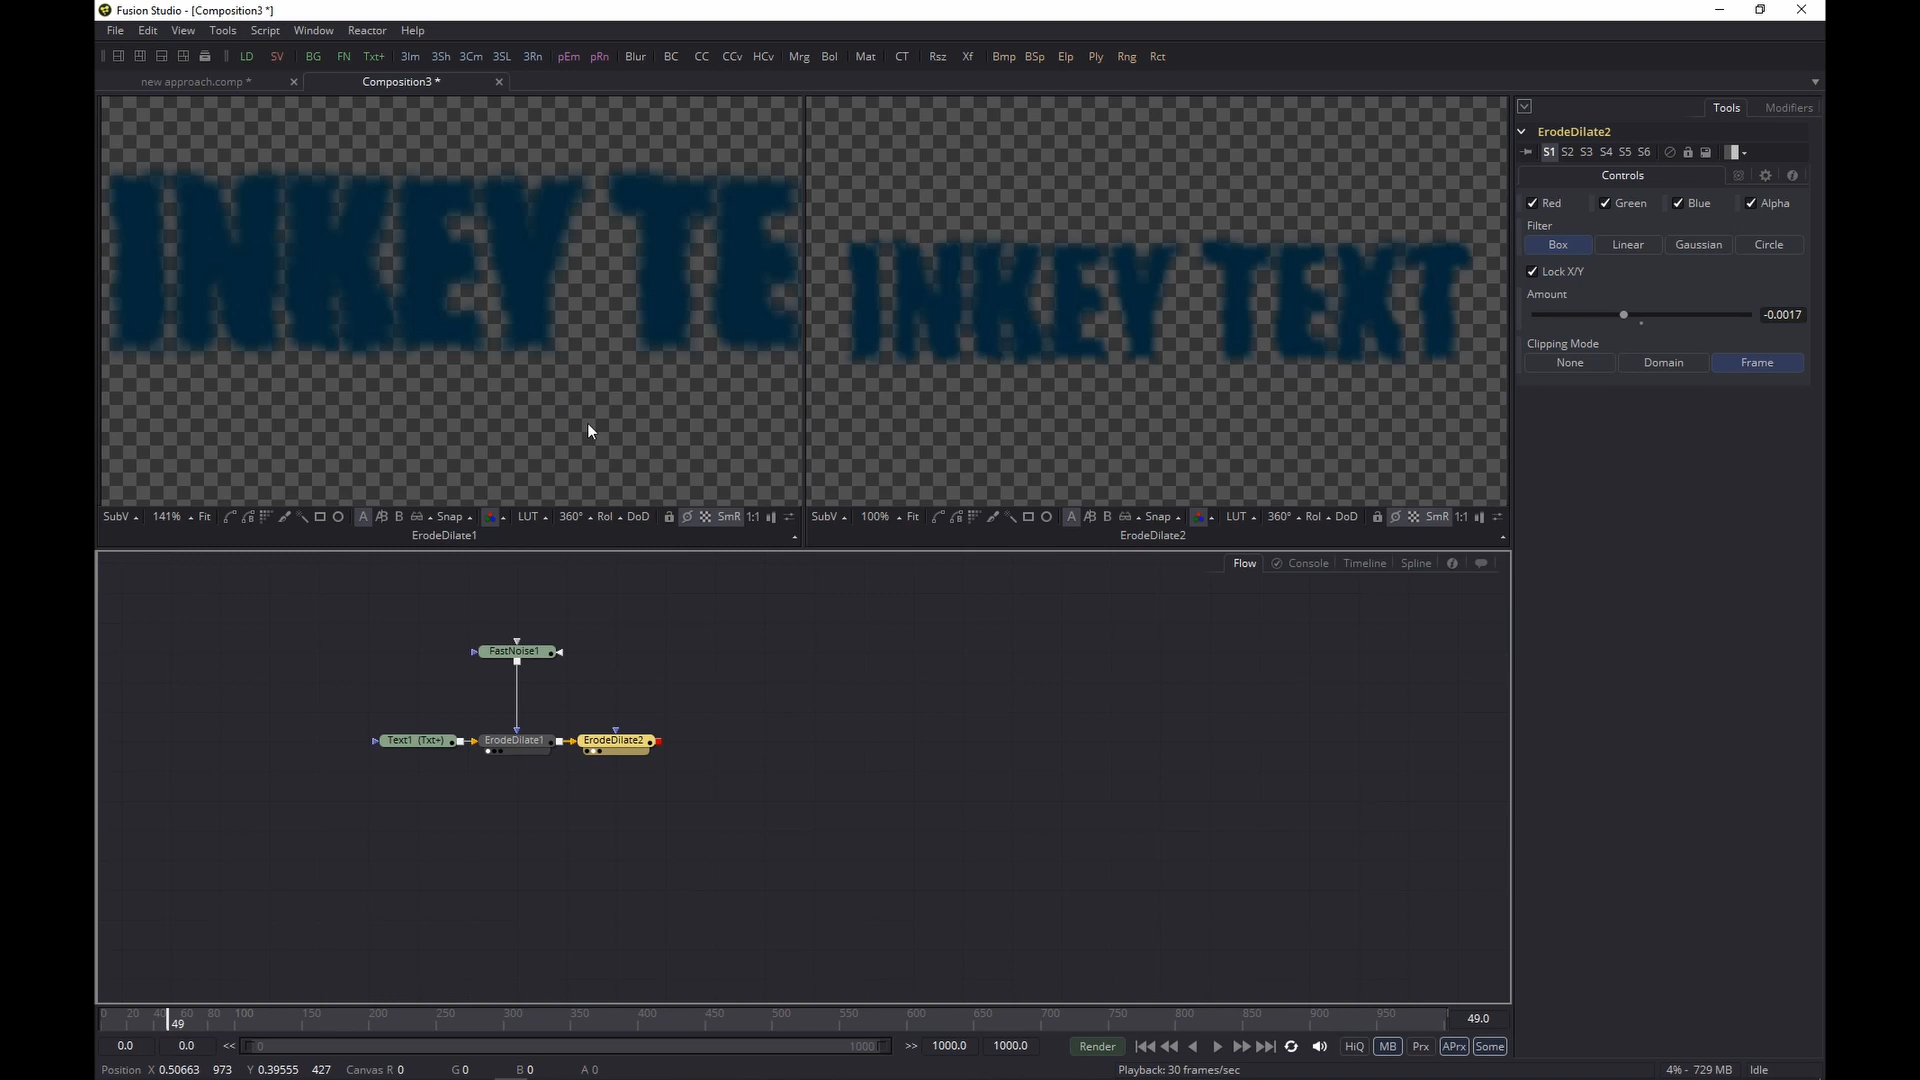 Fusion Studio - [Composition3 *]
File Edit View Tools Script Window Reactor Help
LD SV BG FN Txt+ 3Im 3Sh 3Cm 3SL 3Rn pEm pRn Blur BC CC CCv HCv Mrg Bol Mat CT Rsz Xf Bmp BSp Elp Ply Rng Rct
new approach.comp * Composition3 *
Tools Modifiers
ErodeDilate2
S1 S2 S3 S4 S5 S6
Controls
Red Green Blue Alpha
Filter
Box Linear Gaussian Circle
Lock X/Y
Amount
-0.0017
Clipping Mode
None Domain Frame
INKEY TE
INKEY TEXT
SubV 141% Fit A B Snap LUT 360° RoI DoD SmR 1:1
SubV 100% Fit A B Snap LUT 360° RoI DoD SmR 1:1
ErodeDilate1 ErodeDilate2
Flow Console Timeline Spline
FastNoise1
Text1 (Txt+) ErodeDilate1 ErodeDilate2
0 20 40 60 80 100 150 200 250 300 350 400 450 500 550 600 650 700 750 800 850 900 950
49 49.0
0.0 0.0 << 0 1000 >> 1000.0 1000.0 Render HiQ MB Prx APrx Some
Position X 0.50663 973 Y 0.39555 427 Canvas R 0 G 0 B 0 A 0 Playback: 30 frames/sec 4% - 729 MB Idle